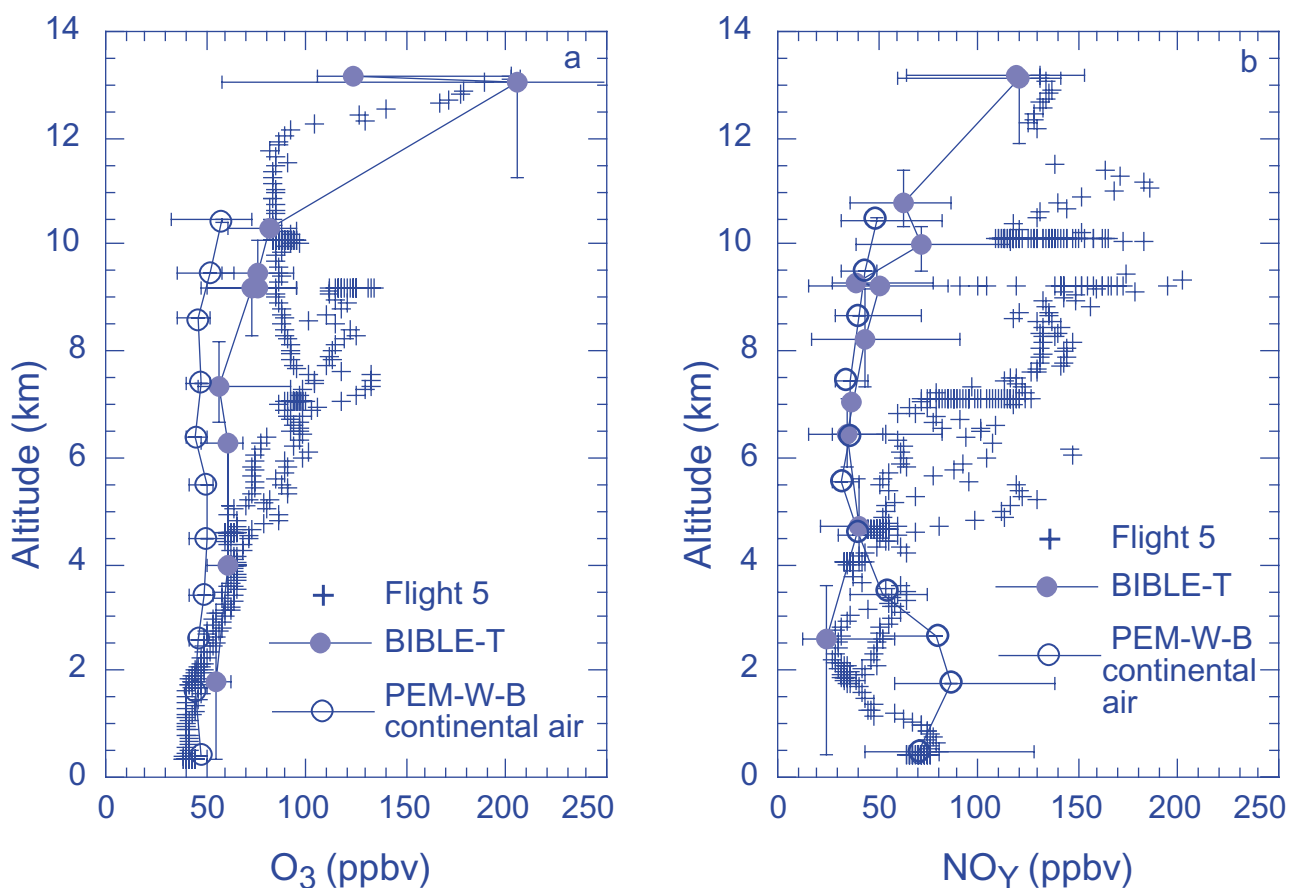 a
14
12
10
8
6
4
2
0
Altitude (km)
Flight 5
BIBLE-T
PEM-W-B
continental air
0 50 100 150 200 250
O3 (ppbv)
b
14
12
10
8
6
4
2
0
Altitude (km)
Flight 5
BIBLE-T
PEM-W-B
continental
air
0 50 100 150 200 250
NOY (ppbv)